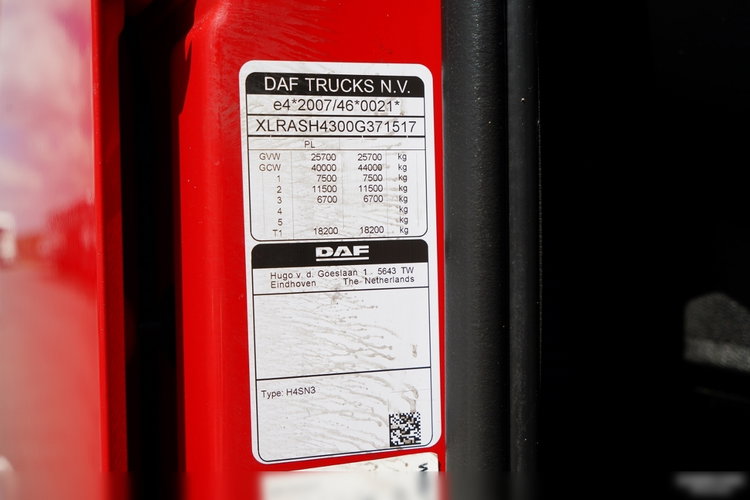 DAF TRUCKS N.V.
e4*2007/46*0021*
XLRASH4300G371517
PL
GVW 25700 25700 kg
GCW 40000 44000 kg
1 7500 7500 kg
2 11500 11500 kg
3 6700 6700 kg
4 kg
5 kg
T1 18200 18200 kg
DAF
Hugo v. d. Goeslaan 1 . 5643 TW
Eindhoven The Netherlands
Type: H4SN3